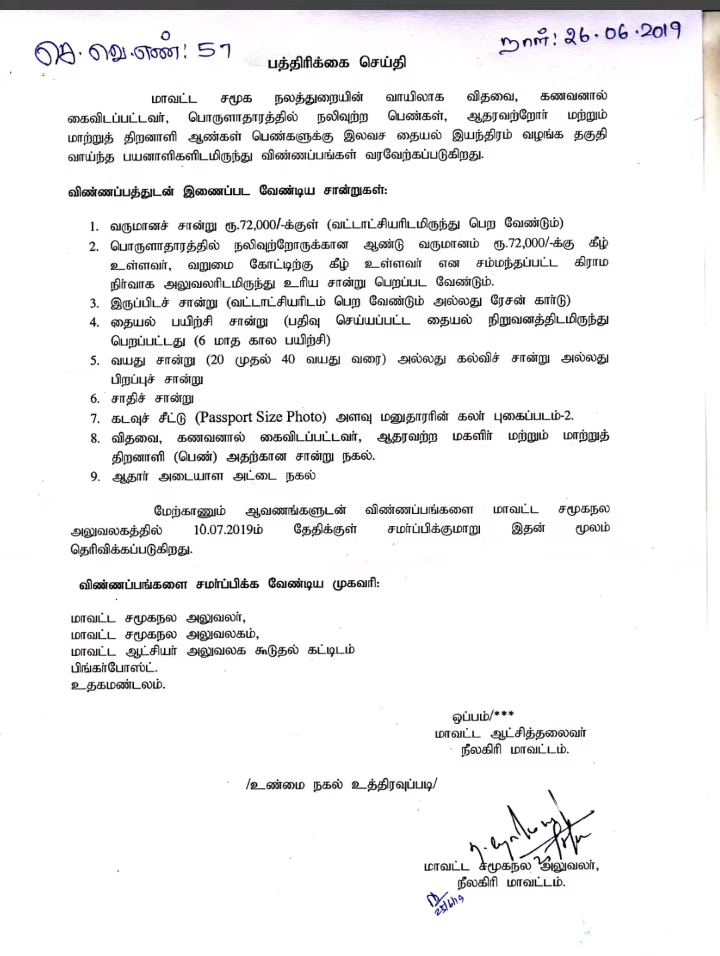 செ.வெ.எண்: 57
நாள்: 26.06.2019
பத்திரிக்கை செய்தி
மாவட்ட சமூக நலத்துறையின் வாயிலாக விதவை, கணவனால்
கைவிடப்பட்டவர், பொருளாதாரத்தில் நலிவுற்ற பெண்கள், ஆதரவற்றோர் மற்றும்
மாற்றுத் திறனாளி ஆண்கள் பெண்களுக்கு இலவச தையல் இயந்திரம் வழங்க தகுதி
வாய்ந்த பயனாளிகளிடமிருந்து விண்ணப்பங்கள் வரவேற்கப்படுகிறது.
விண்ணப்பத்துடன் இணைப்பட வேண்டிய சான்றுகள்:
1. வருமானச் சான்று ரூ.72,000/-க்குள் (வட்டாட்சியரிடமிருந்து பெற வேண்டும்)
2. பொருளாதாரத்தில் நலிவுற்றோருக்கான ஆண்டு வருமானம் ரூ.72,000/-க்கு கீழ்
உள்ளவர், வறுமை கோட்டிற்கு கீழ் உள்ளவர் என சம்மந்தப்பட்ட கிராம
நிர்வாக அலுவலரிடமிருந்து உரிய சான்று பெறப்பட வேண்டும்.
3. இருப்பிடச் சான்று (வட்டாட்சியரிடம் பெற வேண்டும் அல்லது ரேசன் கார்டு)
4. தையல் பயிற்சி சான்று (பதிவு செய்யப்பட்ட தையல் நிறுவனத்திடமிருந்து
பெறப்பட்டது (6 மாத கால பயிற்சி)
5. வயது சான்று (20 முதல் 40 வயது வரை) அல்லது கல்விச் சான்று அல்லது
பிறப்புச் சான்று
6. சாதிச் சான்று
7. கடவுச் சீட்டு (Passport Size Photo) அளவு மனுதாரரின் கலர் புகைப்படம்-2.
8. விதவை, கணவனால் கைவிடப்பட்டவர், ஆதரவற்ற மகளிர் மற்றும் மாற்றுத்
திறனாளி (பெண்) அதற்கான சான்று நகல்.
9. ஆதார் அடையாள அட்டை நகல்
மேற்காணும் ஆவணங்களுடன் விண்ணப்பங்களை மாவட்ட சமூகநல
அலுவலகத்தில் 10.07.2019ம் தேதிக்குள் சமர்ப்பிக்குமாறு இதன் மூலம்
தெரிவிக்கப்படுகிறது.
விண்ணப்பங்களை சமர்ப்பிக்க வேண்டிய முகவரி:
மாவட்ட சமூகநல அலுவலர்,
மாவட்ட சமூகநல அலுவலகம்,
மாவட்ட ஆட்சியர் அலுவலக கூடுதல் கட்டிடம்
பிங்கர்போஸ்ட்.
உதகமண்டலம்.
ஒப்பம்/***
மாவட்ட ஆட்சித்தலைவர்
நீலகிரி மாவட்டம்.
/உண்மை நகல் உத்திரவுப்படி/
மாவட்ட சமூகநல அலுவலர்,
நீலகிரி மாவட்டம்.
25/6/19